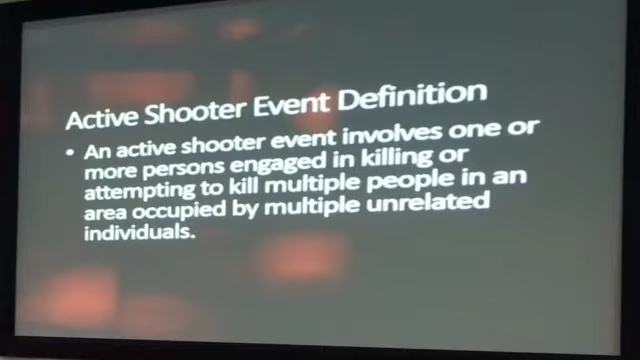 Active Shooter Event Definition
• An active shooter event involves one or
more persons engaged in killing or
attempting to kill multiple people in an
area occupied by multiple unrelated
individuals.